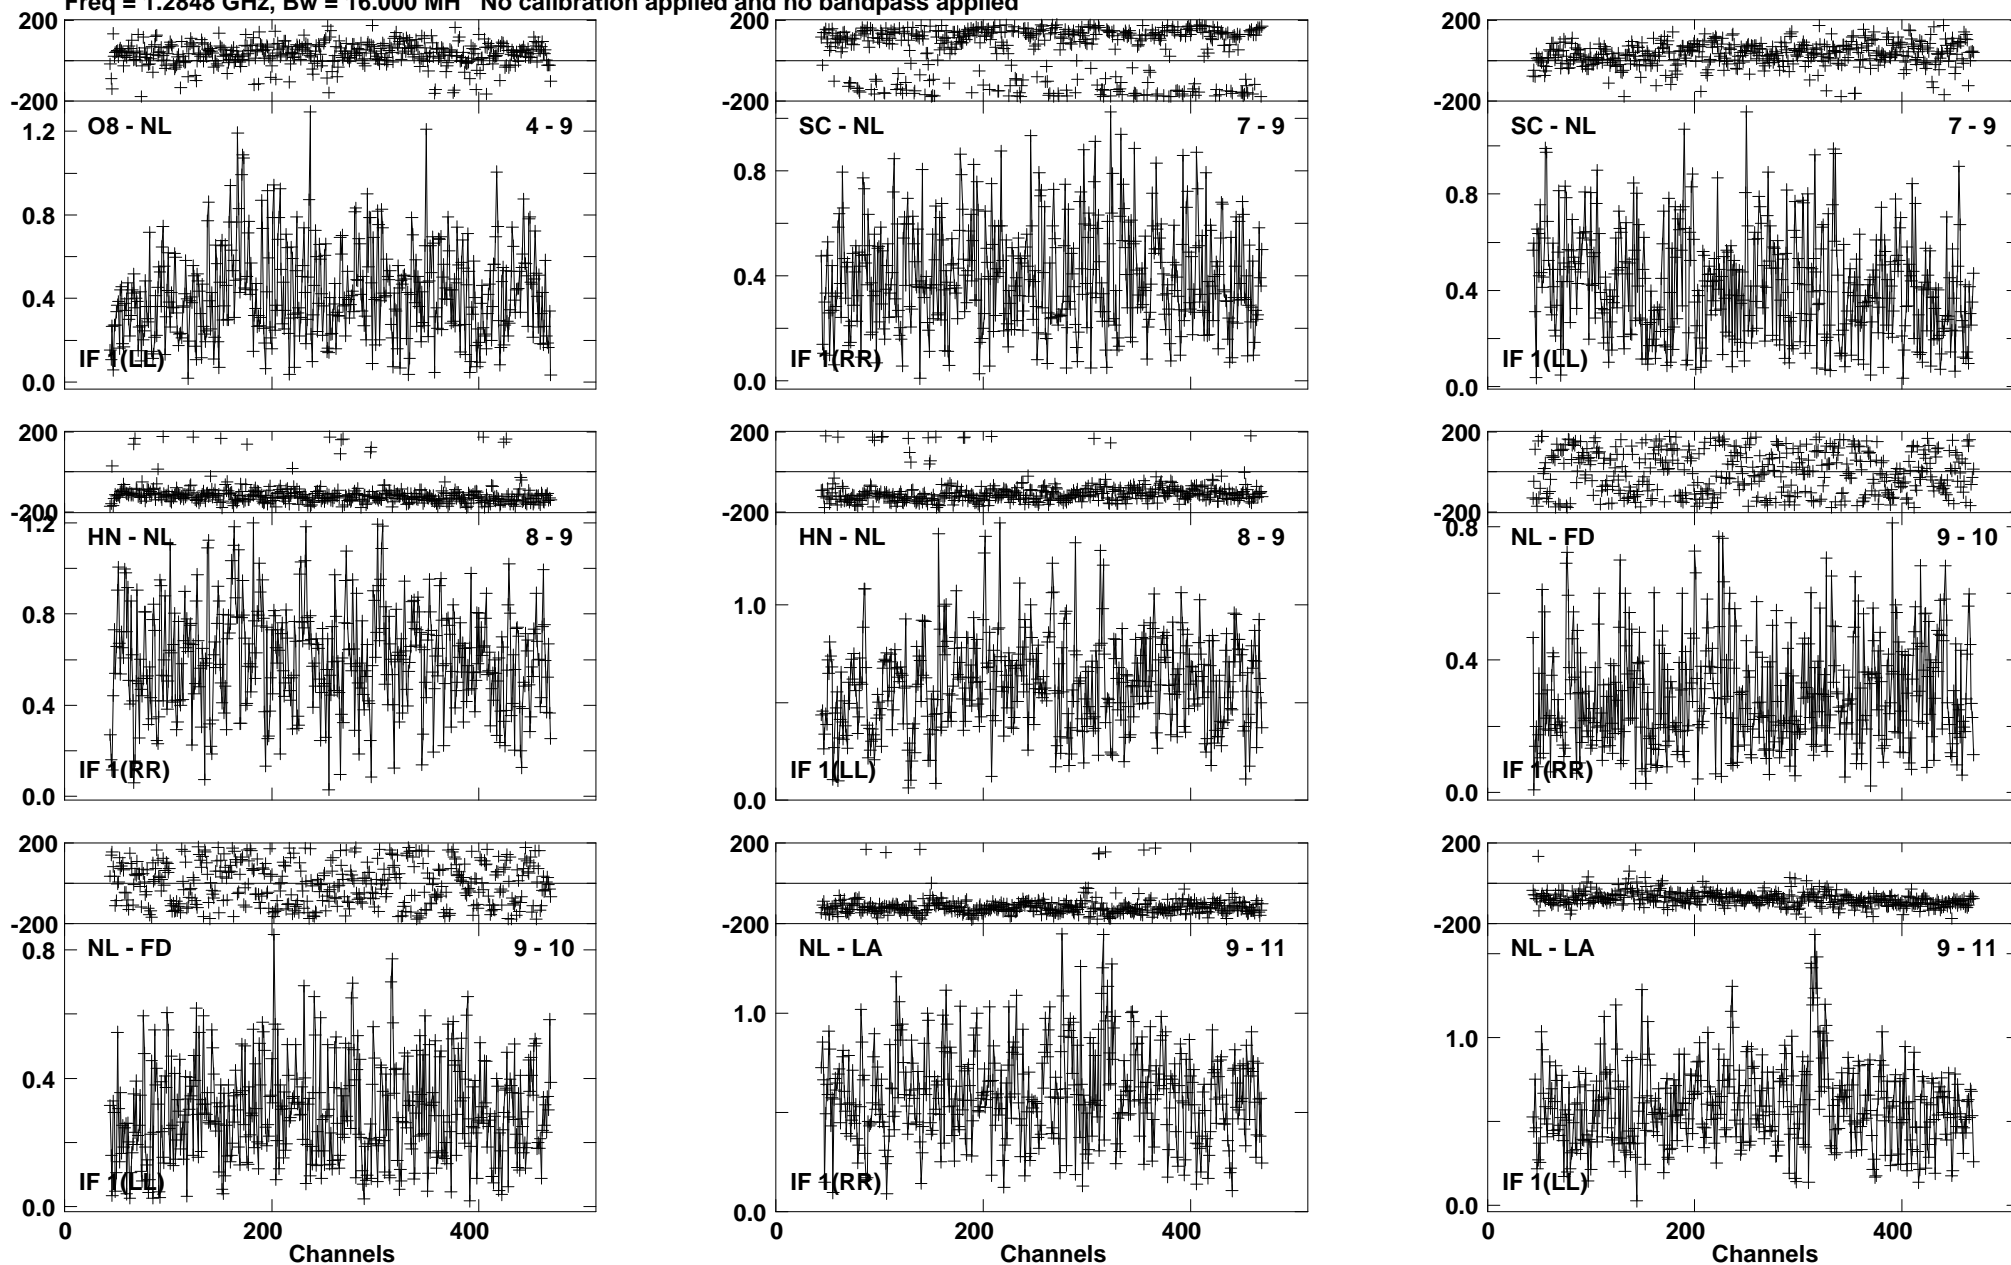 Freq = 1.2848 GHz, Bw = 16.000 MH No calibration applied and no bandpass applied
200 200 200
-200 -200 -200
O8 - NL 4 - 9 SC - NL 7 - 9 SC - NL 7 - 9
1.2
0.8 0.8 0.8
0.4 0.4 0.4
IF 1(LL) IF 1(RR) IF 1(LL)
0.0 0.0 0.0
200 200 200
-200 -200 -200
1.2 0.8
HN - NL 8 - 9 HN - NL 8 - 9 NL - FD 9 - 10
0.8 1.0
0.4 0.4
IF 1(RR) IF 1(LL) IF 1(RR)
0.0 0.0 0.0
200 200 200
-200 -200 -200
NL - FD 9 - 10 NL - LA 9 - 11 NL - LA 9 - 11
0.8 1.0 1.0
0.4
IF 1(LL) IF 1(RR) IF 1(LL)
0.0 0.0 0.0
0 200 400 0 200 400 0 200 400
Channels Channels Channels